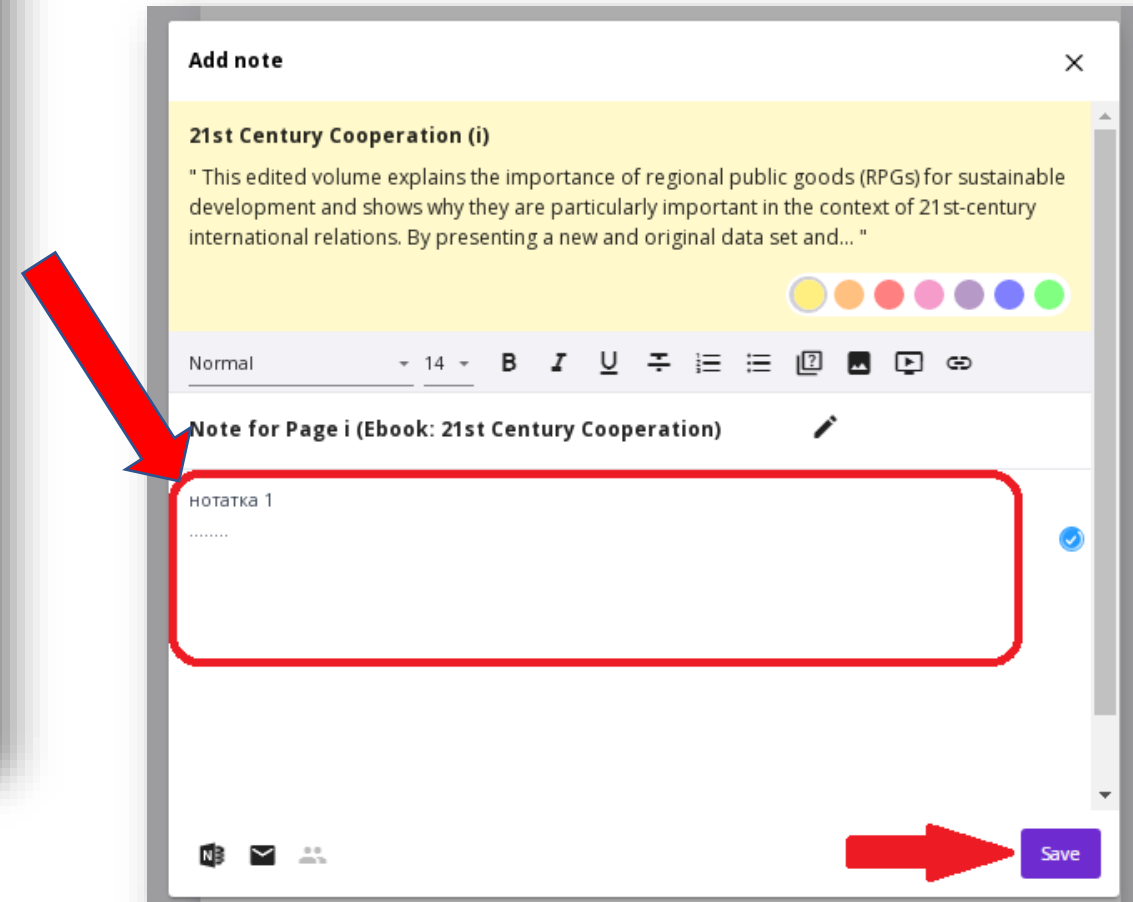 Add note
21st Century Cooperation (i)
" This edited volume explains the importance of regional public goods (RPGs) for sustainable
development and shows why they are particularly important in the context of 21st-century
international relations. By presenting a new and original data set and... "
Normal 14 B I U
Note for Page i (Ebook: 21st Century Cooperation)
нотатка 1
........
Save